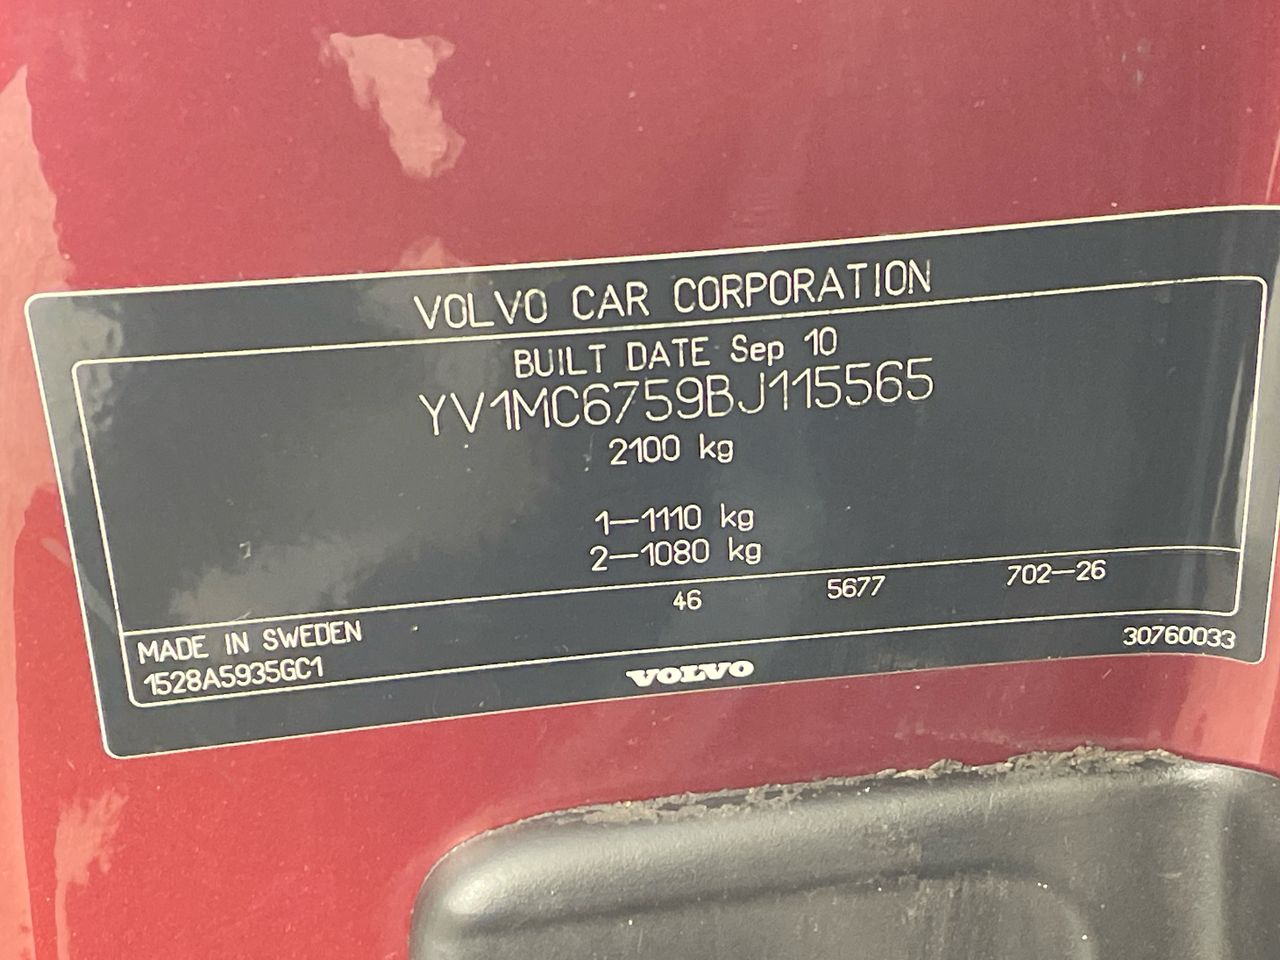 VOLVO CAR CORPORATION
BUILT DATE Sep 10
YV1MC6759BJ115565
2100 kg
1—1110 kg
2—1080 kg
46 5677 702—26
MADE IN SWEDEN
1528A5935GC1
VOLVO
30760033